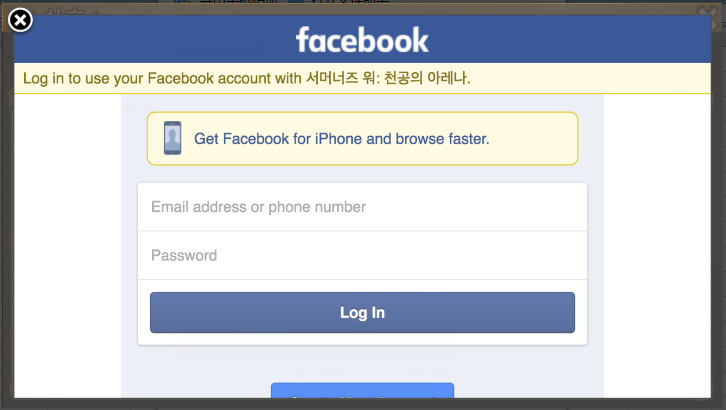 facebook
Log in to use your Facebook account with 서머너즈 워: 천공의 아레나.
Get Facebook for iPhone and browse faster.
Email address or phone number
Password
Log In